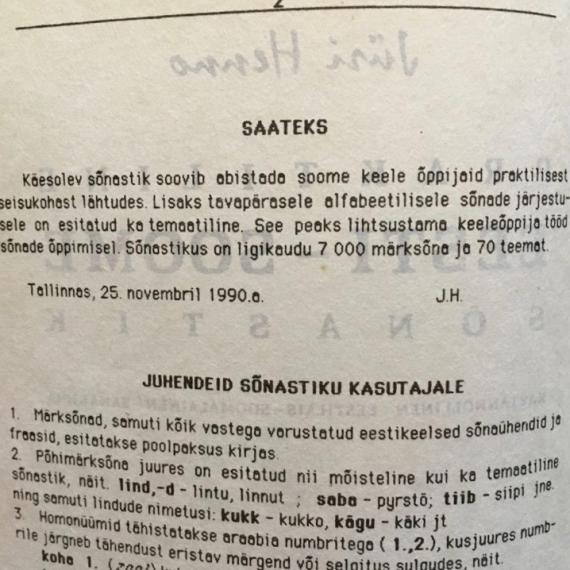 2
SAATEKS
Käesolev sõnastik soovib abistada soome keele õppijaid praktilisest
seisukohast lähtudes. Lisaks tavapärasele alfabeetilisele sõnade järjestu-
sele on esitatud ka temaatiline. See peaks lihtsustama keeleõppija tööd
sõnade õppimisel. Sõnastikus on ligikaudu 7 000 märksõna ja 70 teemat.
Tallinnas, 25. novembril 1990.a. J.H.
JUHENDEID SÕNASTIKU KASUTAJALE
1. Märksõnad, samuti kõik vastega varustatud eestikeelsed sõnaühendid ja
fraasid, esitatakse poolpaksus kirjas.
2. Põhimärksõna juures on esitatud nii mõisteline kui ka temaatiline
sõnastik, näit. lind,-d - lintu, linnut ; saba - pyrstö; tiib - siipi jne.
ning samuti lindude nimetusi: kukk - kukko, kägu - käki jt
3. Homonüümid tähistatakse araabia numbritega ( 1.,2.), kusjuures numb-
rile järgneb tähendust eristav märgend või selgitus sulgudes, näit.
koha 1. (zool)